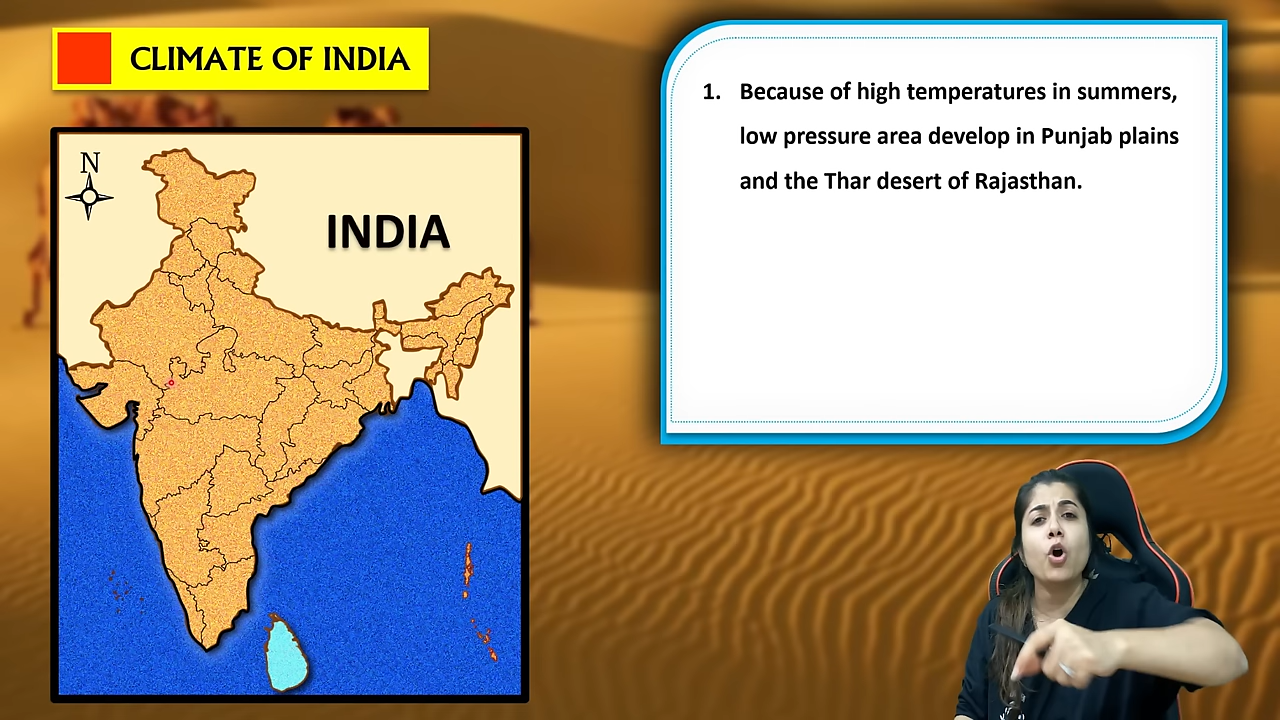 CLIMATE OF INDIA
N
INDIA
1. Because of high temperatures in summers,
low pressure area develop in Punjab plains
and the Thar desert of Rajasthan.